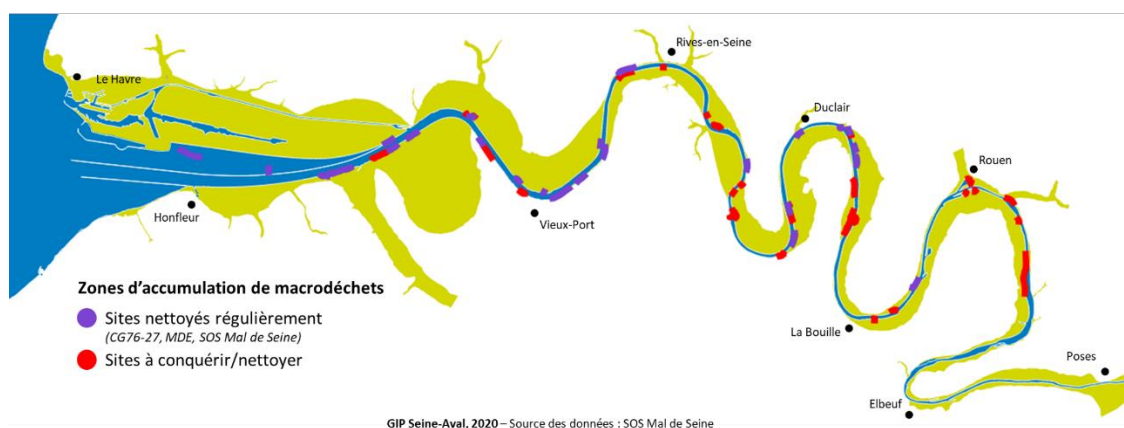 Rives-en-Seine
Le Havre
Duclair
Rouen
Honfleur
Vieux-Port
Zones d'accumulation de macrodéchets
Sites nettoyés régulièrement
(CG76-27, MDE, SOS Mal de Seine)
Sites à conquérir/nettoyer
La Bouille
Poses
Elbeuf
GIP Seine-Aval, 2020 – Source des données : SOS Mal de Seine